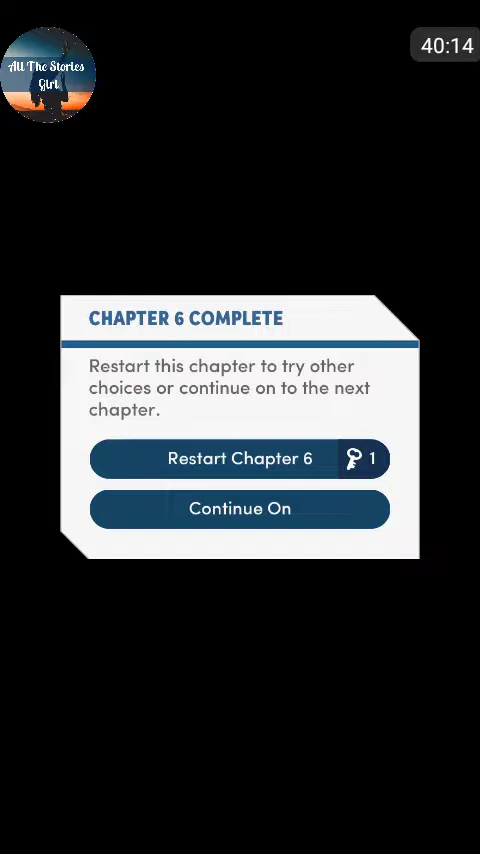 All The Stories
Girl
40:14
CHAPTER 6 COMPLETE
Restart this chapter to try other
choices or continue on to the next
chapter.
Restart Chapter 6 1
Continue On